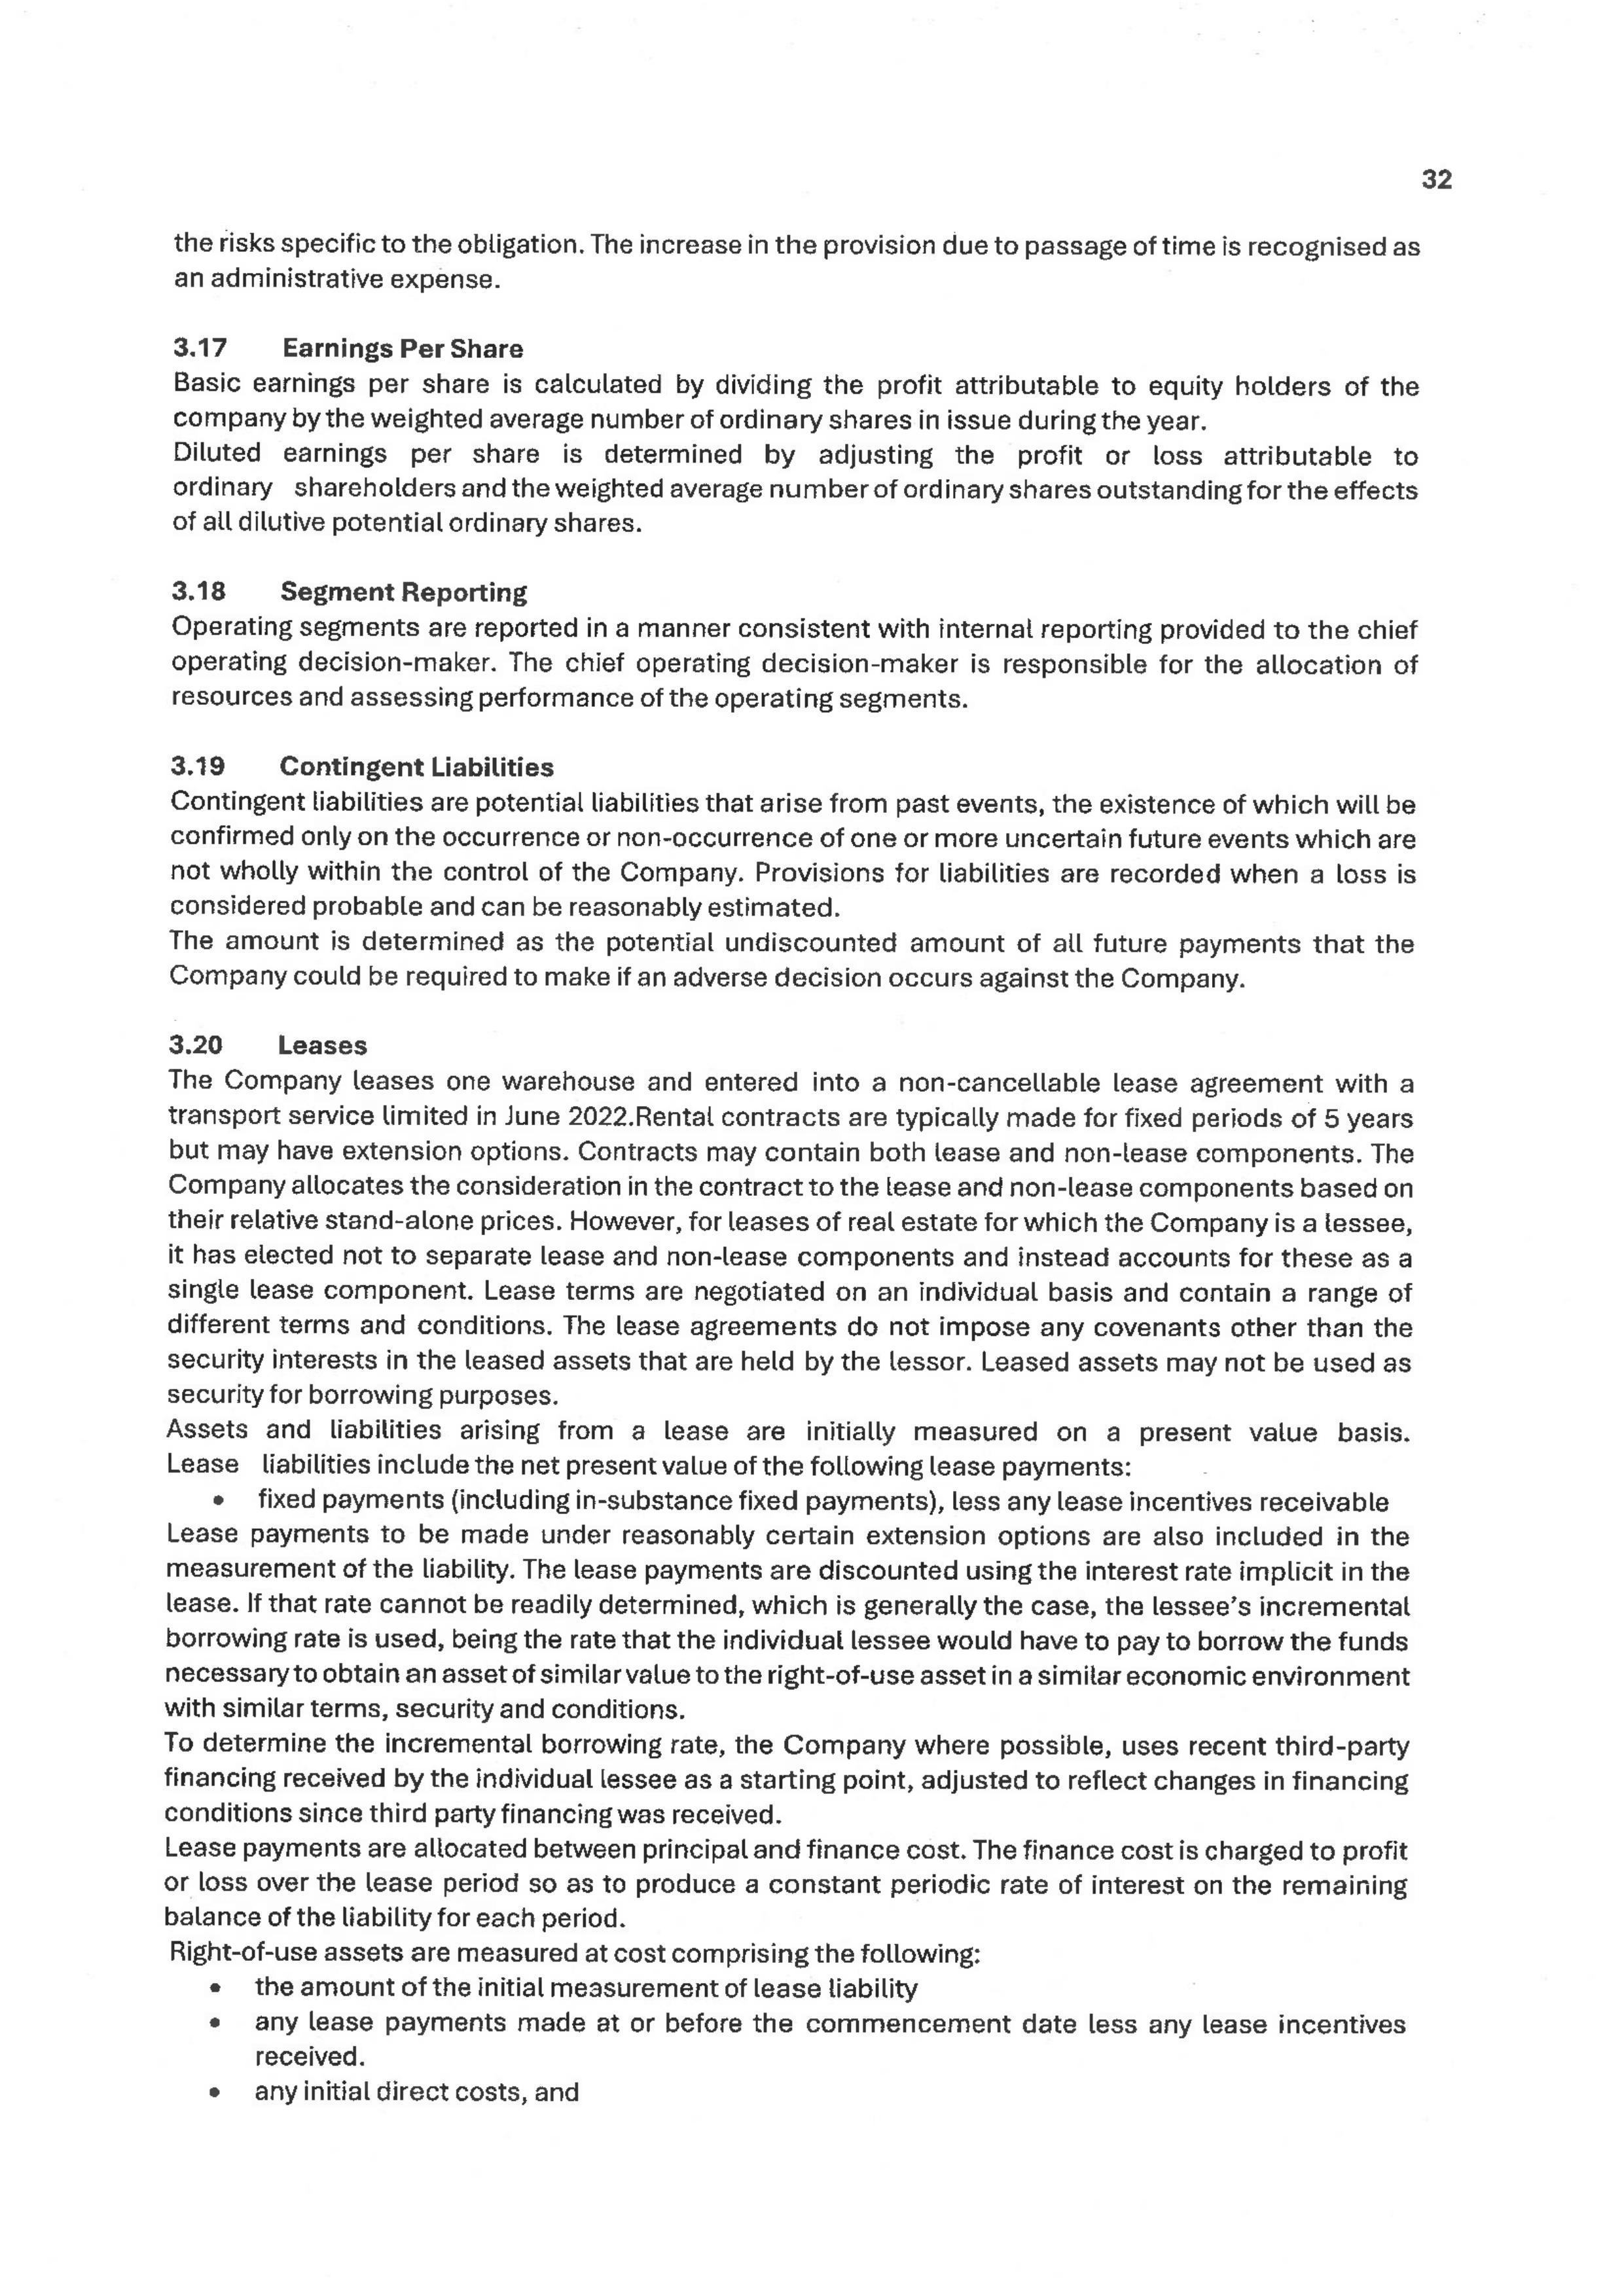 32
the risks specific to the obligation. The increase in the provision due to passage of time is recognised as
an administrative expense.
3.17 Earnings Per Share
Basic earnings per share is calculated by dividing the profit attributable to equity holders of the
company by the weighted average number of ordinary shares in issue during the year.
Diluted earnings per share is determined by adjusting the profit or loss attributable to
ordinary shareholders and the weighted average number of ordinary shares outstanding for the effects
of all dilutive potential ordinary shares.
3.18 Segment Reporting
Operating segments are reported in a manner consistent with internal reporting provided to the chief
operating decision-maker. The chief operating decision-maker is responsible for the allocation of
resources and assessing performance of the operating segments.
3.19 Contingent Liabilities
Contingent liabilities are potential liabilities that arise from past events, the existence of which will be
confirmed only on the occurrence or non-occurrence of one or more uncertain future events which are
not wholly within the control of the Company. Provisions for liabilities are recorded when a loss is
considered probable and can be reasonably estimated.
The amount is determined as the potential undiscounted amount of all future payments that the
Company could be required to make if an adverse decision occurs against the Company.
3.20 Leases
The Company leases one warehouse and entered into a non-cancellable lease agreement with a
transport service limited in June 2022.Rental contracts are typically made for fixed periods of 5 years
but may have extension options. Contracts may contain both lease and non-lease components. The
Company allocates the consideration in the contract to the lease and non-lease components based on
their relative stand-alone prices. However, for leases of real estate for which the Company is a lessee,
it has elected not to separate lease and non-lease components and instead accounts for these as a
single lease component. Lease terms are negotiated on an individual basis and contain a range of
different terms and conditions. The lease agreements do not impose any covenants other than the
security interests in the leased assets that are held by the lessor. Leased assets may not be used as
security for borrowing purposes.
Assets and liabilities arising from a lease are initially measured on a present value basis.
Lease liabilities include the net present value of the following lease payments:
• fixed payments (including in-substance fixed payments), less any lease incentives receivable
Lease payments to be made under reasonably certain extension options are also included in the
measurement of the liability. The lease payments are discounted using the interest rate implicit in the
lease. If that rate cannot be readily determined, which is generally the case, the lessee's incremental
borrowing rate is used, being the rate that the individual lessee would have to pay to borrow the funds
necessary to obtain an asset of similar value to the right-of-use asset in a similar economic environment
with similar terms, security and conditions.
To determine the incremental borrowing rate, the Company where possible, uses recent third-party
financing received by the individual lessee as a starting point, adjusted to reflect changes in financing
conditions since third party financing was received.
Lease payments are allocated between principal and finance cost. The finance cost is charged to profit
or loss over the lease period so as to produce a constant periodic rate of interest on the remaining
balance of the liability for each period.
Right-of-use assets are measured at cost comprising the following:
• the amount of the initial measurement of lease liability
• any lease payments made at or before the commencement date less any lease incentives
received.
• any initial direct costs, and